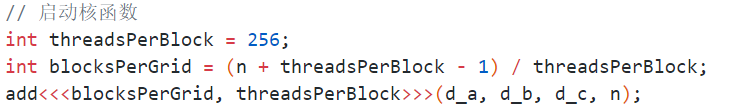 // 启动核函数
int threadsPerBlock = 256;
int blocksPerGrid = (n + threadsPerBlock - 1) / threadsPerBlock;
add<<<blocksPerGrid, threadsPerBlock>>>(d_a, d_b, d_c, n);